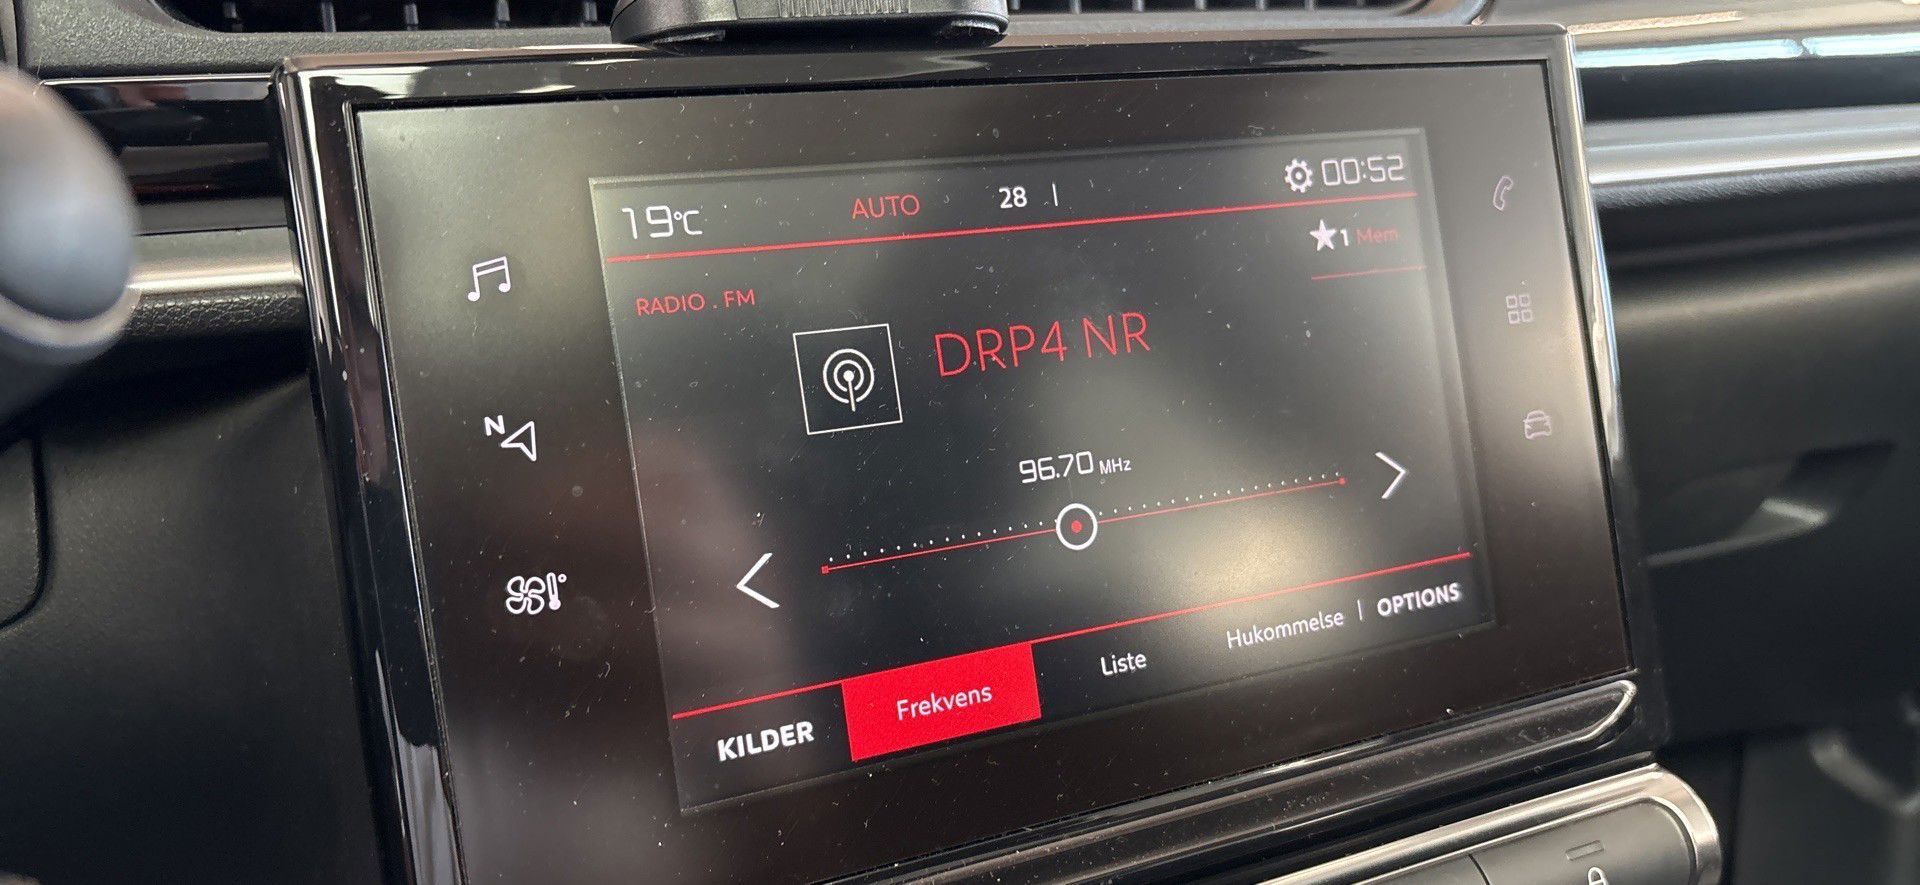 19°C AUTO 28 00:52
1 Mem
RADIO . FM
DRP4 NR
96.70 MHz
N
KILDER Frekvens Liste Hukommelse OPTIONS